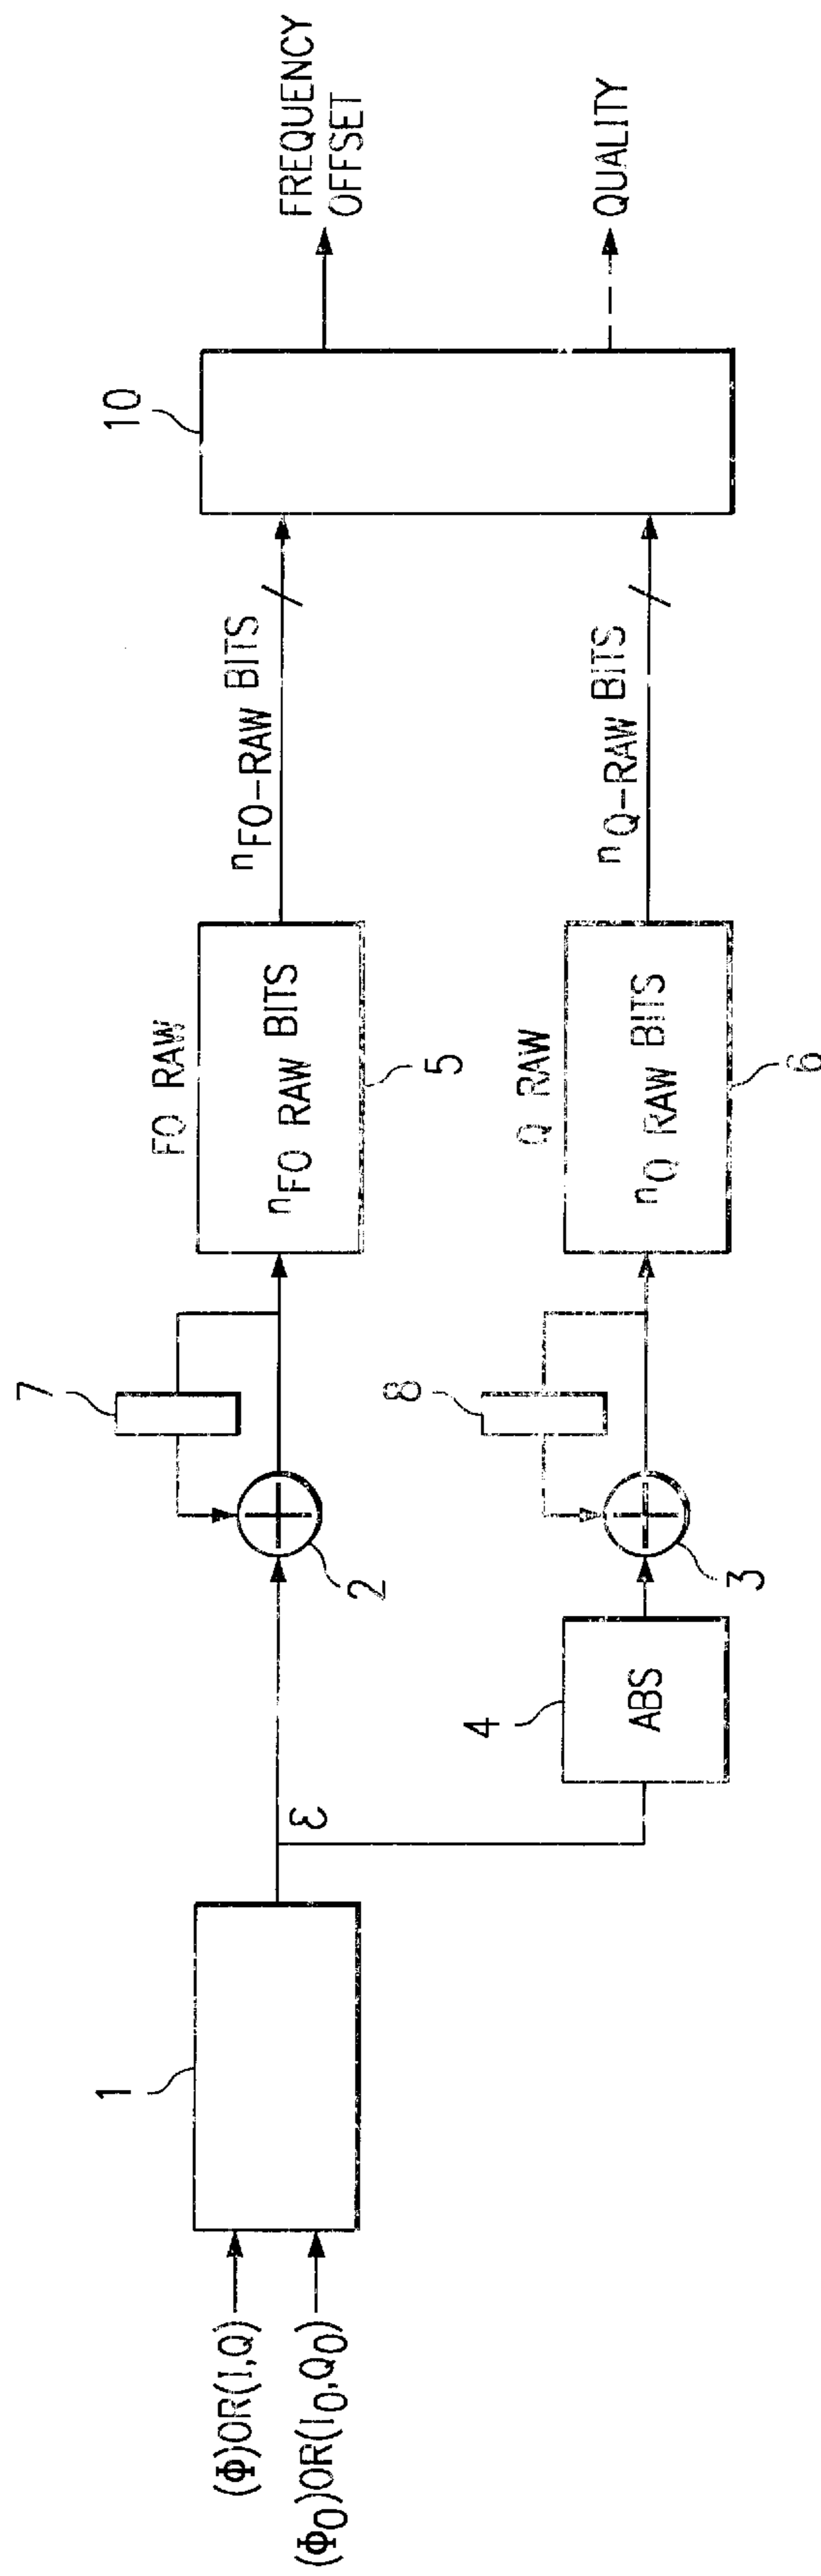 (Φ)OR(I,Q)
(Φ0)OR(I0,Q0)
1
ε
4
ABS
2
3
7
8
FO RAW
nFO RAW BITS
5
Q RAW
nQ RAW BITS
6
nFO-RAW BITS
nQ-RAW BITS
10
FREQUENCY
OFFSET
QUALITY